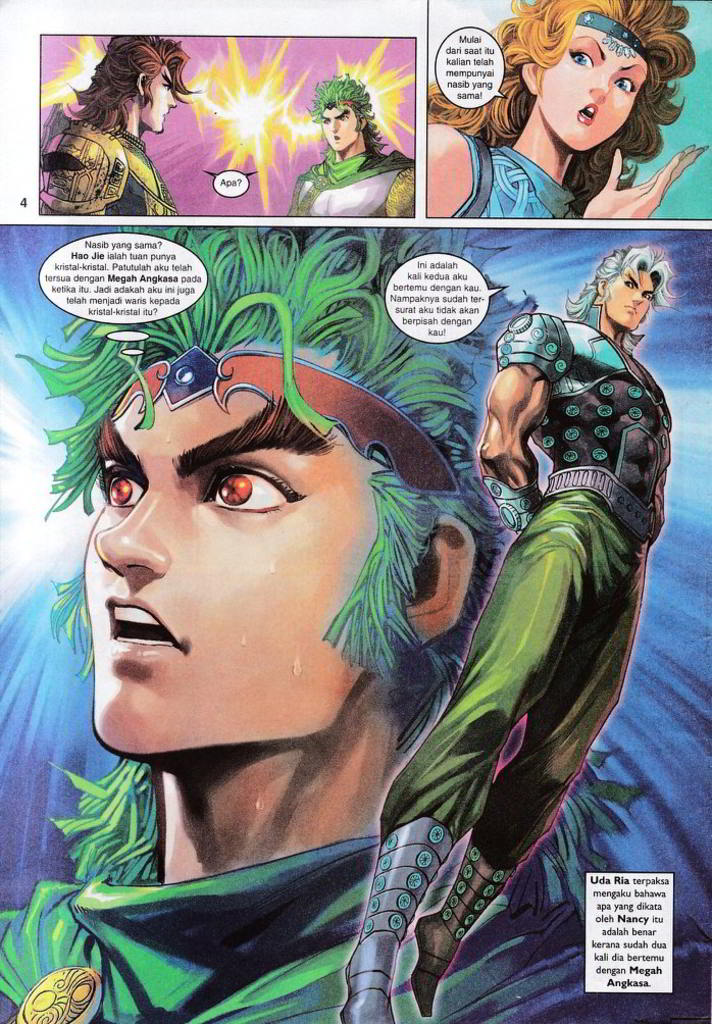 Apa?
Mulai
dari saat itu
kalian telah
mempunyai
nasib yang
sama!
4
Nasib yang sama?
Hao Jie ialah tuan punya
kristal-kristal. Patutulah aku telah
tersua dengan Megah Angkasa pada
ketika itu. Jadi adakah aku ini juga
telah menjadi waris kepada
kristal-kristal itu?
Ini adalah
kali kedua aku
bertemu dengan kau.
Nampaknya sudah ter-
surat aku tidak akan
berpisah dengan
kau!
Uda Ria terpaksa
mengaku bahawa
apa yang dikata
oleh Nancy itu
adalah benar
kerana sudah dua
kali dia bertemu
dengan Megah
Angkasa.